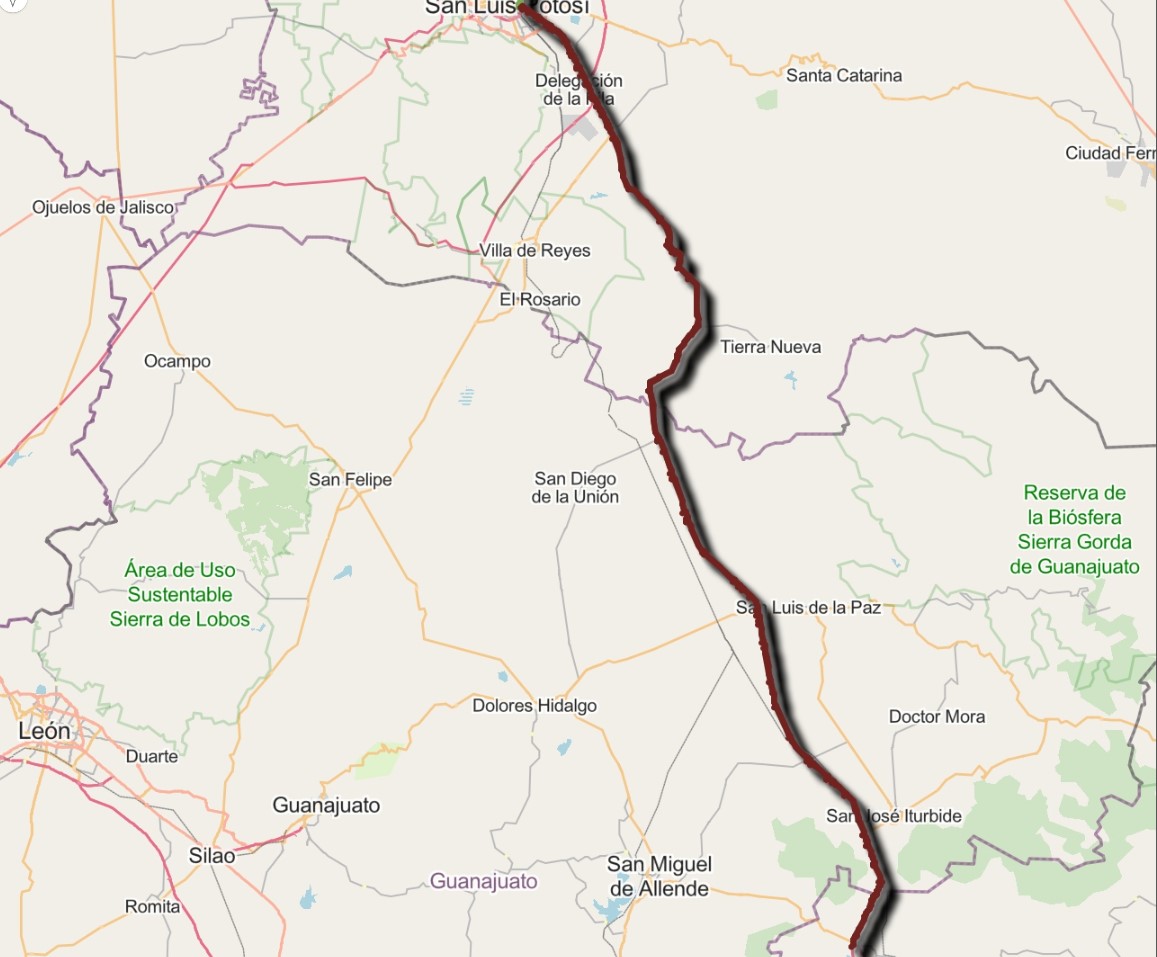 San Luis Potosí
Delegación
de la Pila
Santa Catarina
Ciudad Fer
Ojuelos de Jalisco
Villa de Reyes
El Rosario
Tierra Nueva
Ocampo
San Felipe
San Diego
de la Unión
Reserva de
la Biósfera
Sierra Gorda
de Guanajuato
Área de Uso
Sustentable
Sierra de Lobos
San Luis de la Paz
Dolores Hidalgo
Doctor Mora
León
Duarte
Guanajuato
San José Iturbide
Silao
San Miguel
de Allende
Guanajuato
Romita